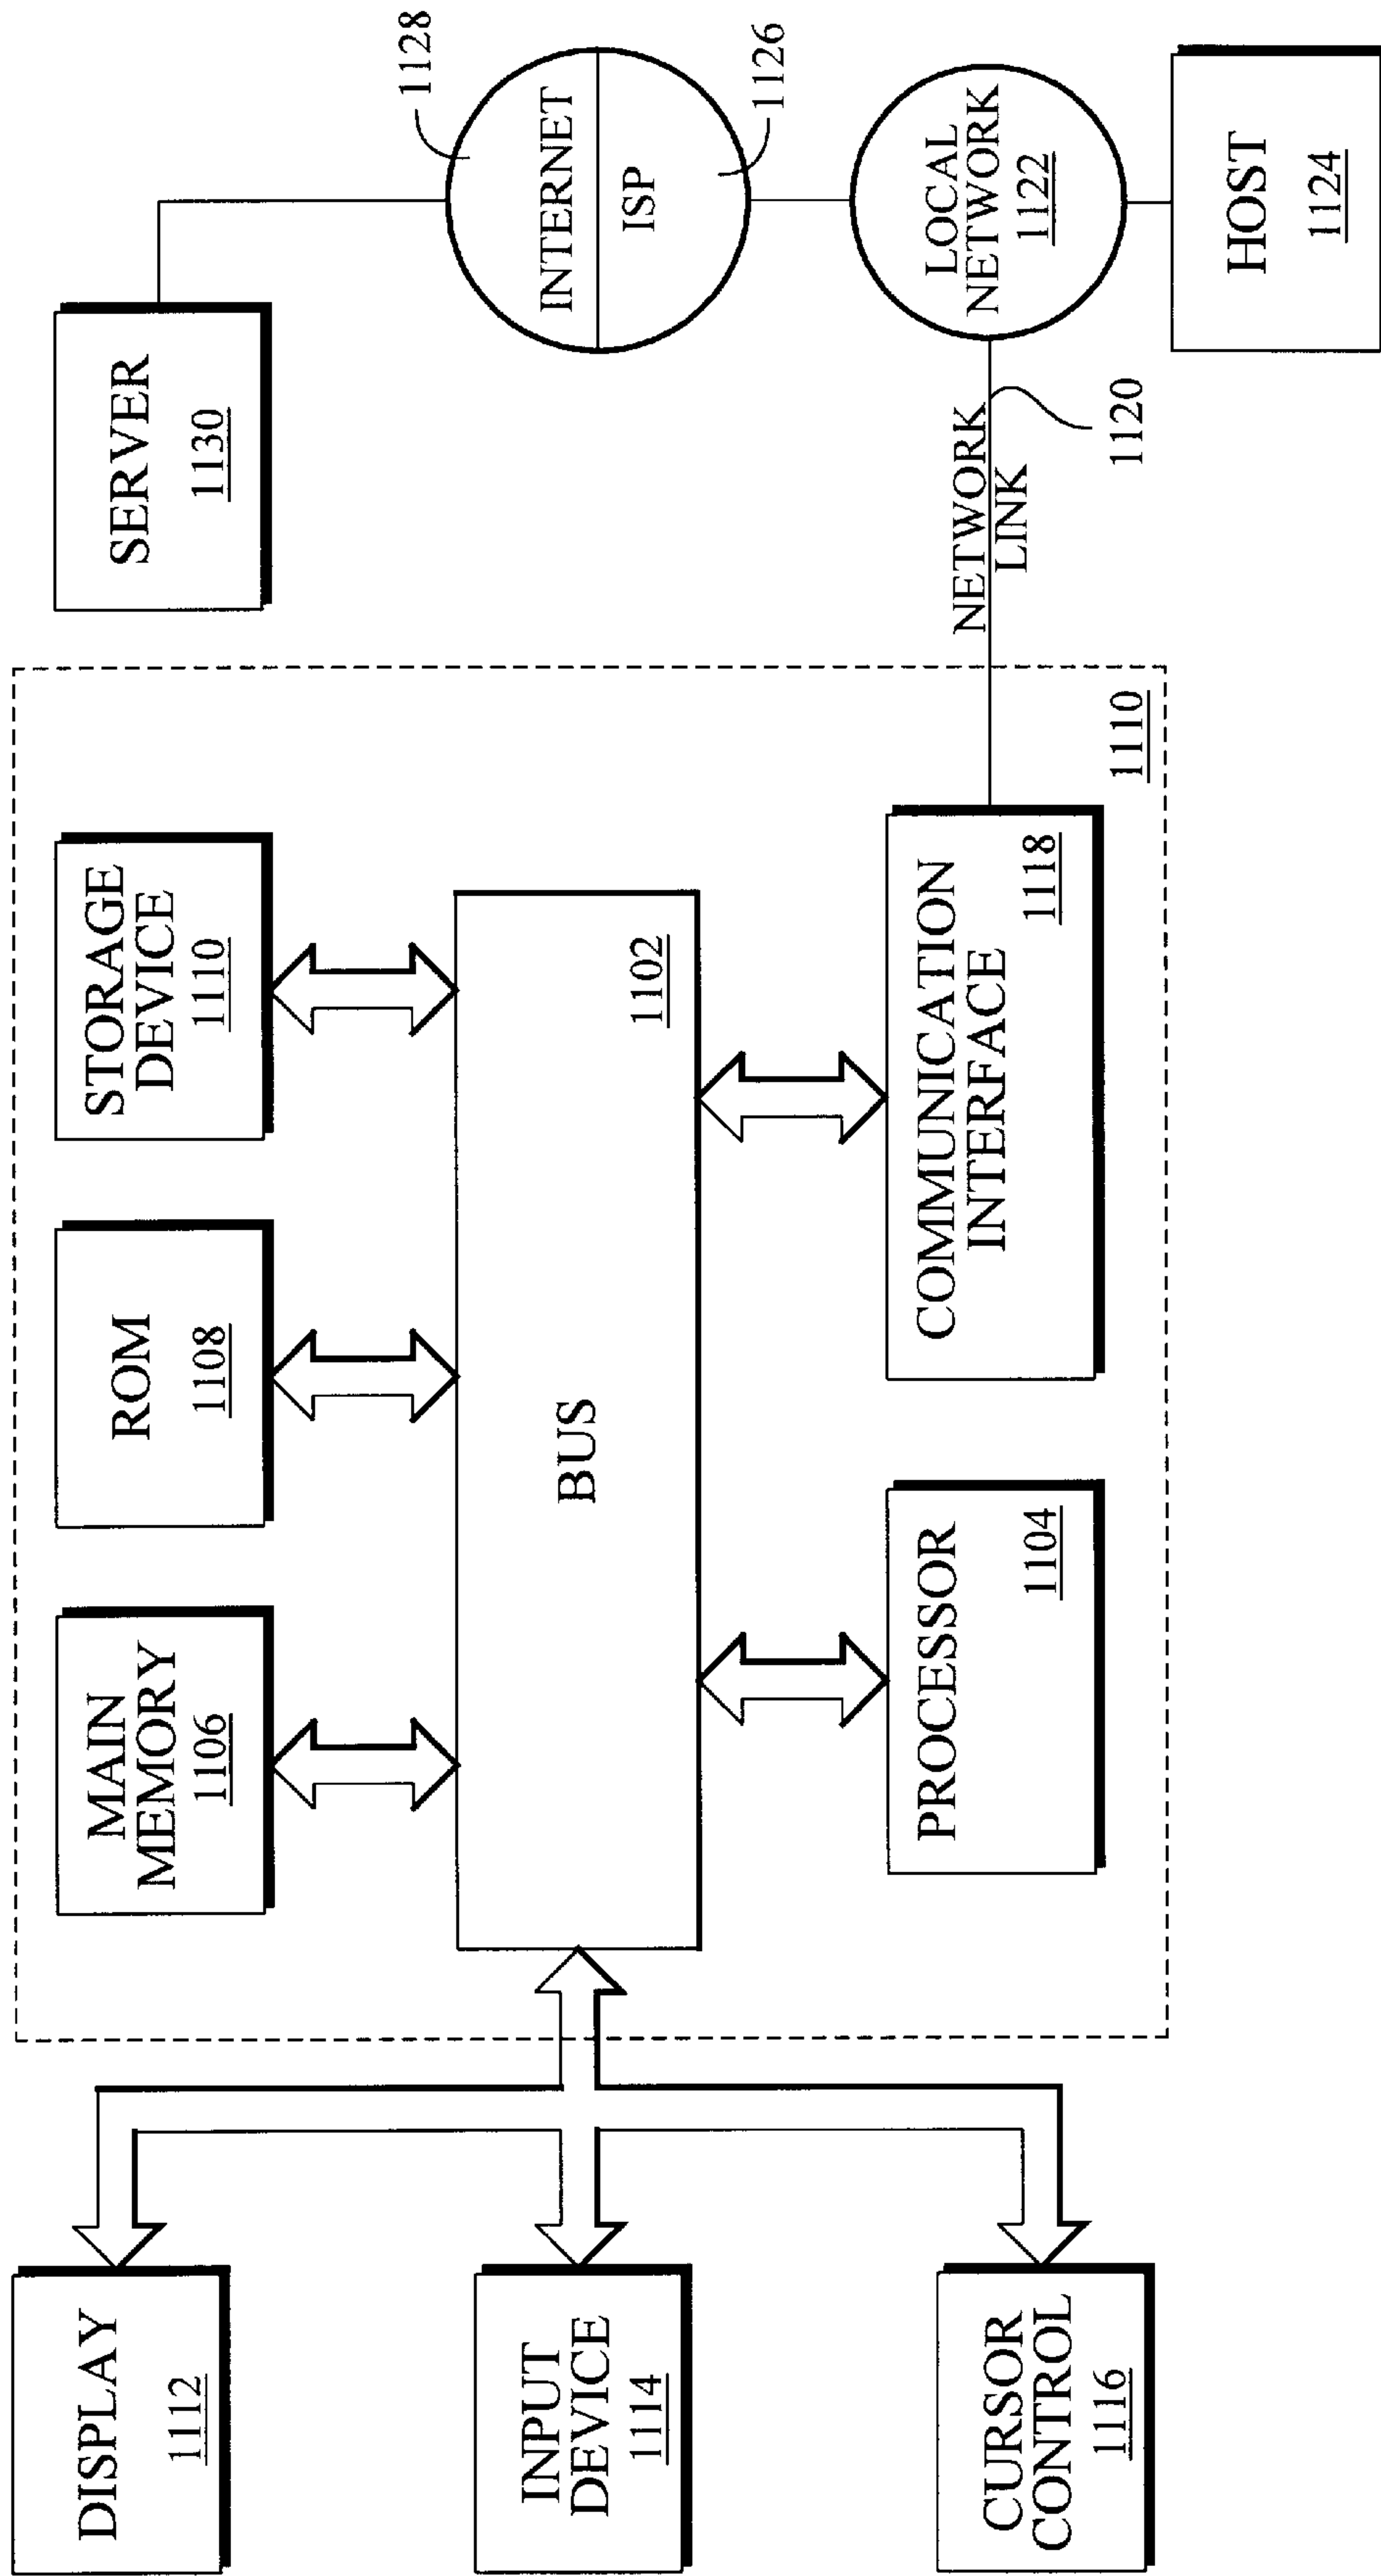 DISPLAY
1112
INPUT
DEVICE
1114
CURSOR
CONTROL
1116
MAIN
MEMORY
1106
ROM
1108
STORAGE
DEVICE
1110
BUS
1102
PROCESSOR
1104
COMMUNICATION
INTERFACE
1118
1110
SERVER
1130
1128
INTERNET
ISP
1126
NETWORK
LINK
1120
LOCAL
NETWORK
1122
HOST
1124